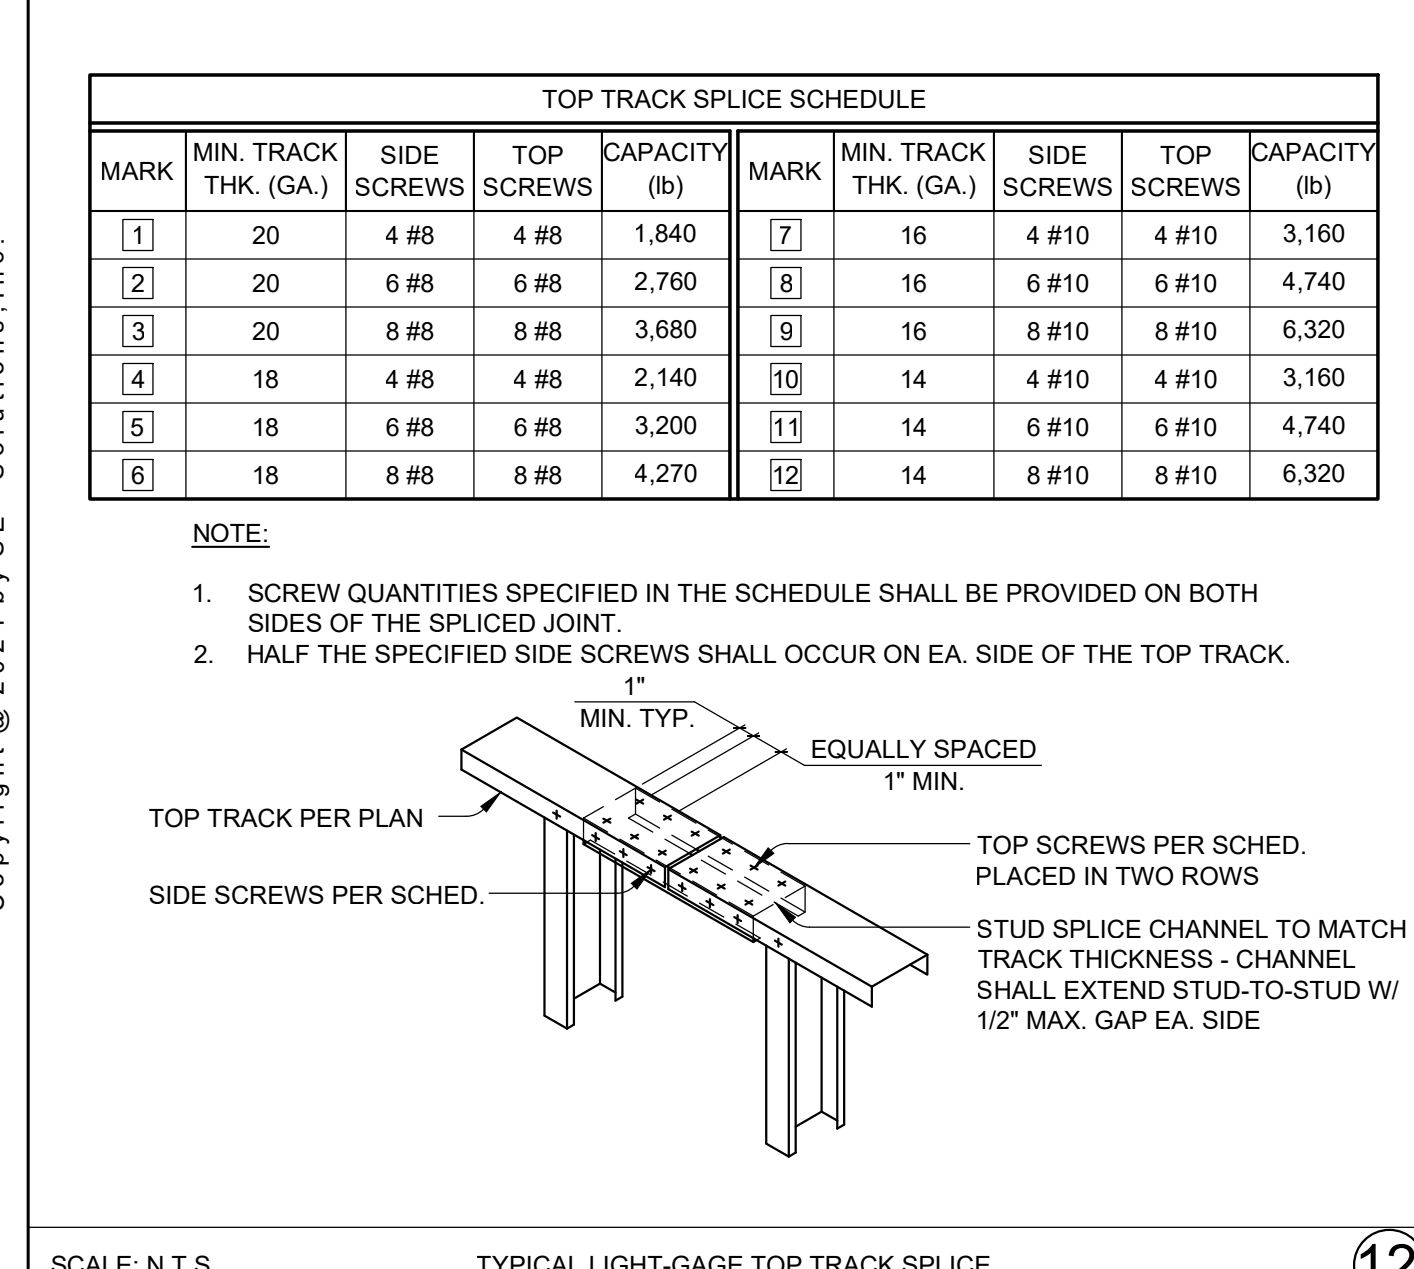 TOP TRACK SPLICE SCHEDULE
MARK MIN. TRACK THK. (GA.) SIDE SCREWS TOP SCREWS CAPACITY (lb) MARK MIN. TRACK THK. (GA.) SIDE SCREWS TOP SCREWS CAPACITY (lb)
1 20 4 #8 4 #8 1,840 7 16 4 #10 4 #10 3,160
2 20 6 #8 6 #8 2,760 8 16 6 #10 6 #10 4,740
3 20 8 #8 8 #8 3,680 9 16 8 #10 8 #10 6,320
4 18 4 #8 4 #8 2,140 10 14 4 #10 4 #10 3,160
5 18 6 #8 6 #8 3,200 11 14 6 #10 6 #10 4,740
6 18 8 #8 8 #8 4,270 12 14 8 #10 8 #10 6,320
NOTE:
1. SCREW QUANTITIES SPECIFIED IN THE SCHEDULE SHALL BE PROVIDED ON BOTH
SIDES OF THE SPLICED JOINT.
2. HALF THE SPECIFIED SIDE SCREWS SHALL OCCUR ON EA. SIDE OF THE TOP TRACK.
1"
MIN. TYP.
EQUALLY SPACED
1" MIN.
TOP TRACK PER PLAN
SIDE SCREWS PER SCHED.
TOP SCREWS PER SCHED.
PLACED IN TWO ROWS
STUD SPLICE CHANNEL TO MATCH
TRACK THICKNESS - CHANNEL
SHALL EXTEND STUD-TO-STUD W/
1/2" MAX. GAP EA. SIDE
SCALE: N.T.S.
TYPICAL LIGHT-GAGE TOP TRACK SPLICE
12